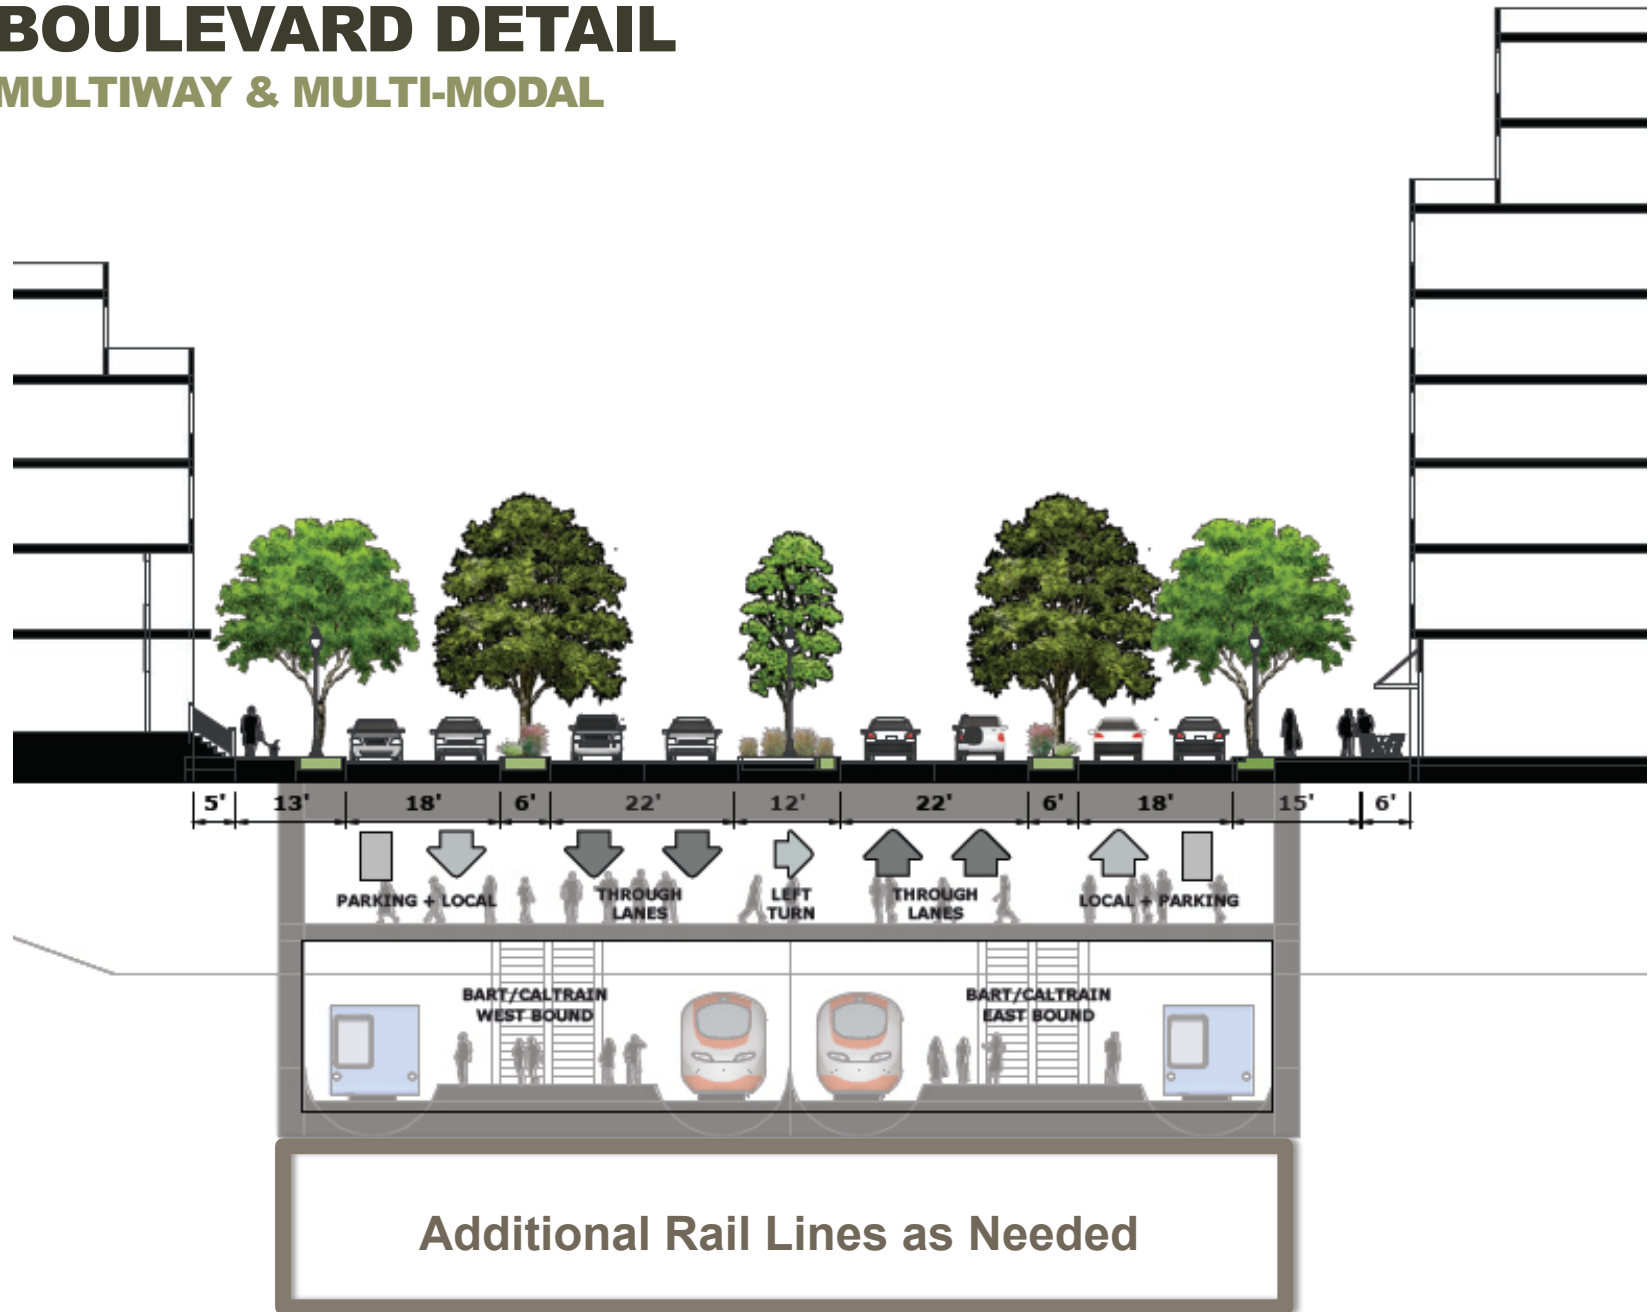 BOULEVARD DETAIL
MULTIWAY & MULTI-MODAL
5' 13' 18' 6' 22' 12' 22' 6' 18' 15' 6'
PARKING + LOCAL
THROUGH
LANES
LEFT
TURN
THROUGH
LANES
LOCAL + PARKING
BART/CALTRAIN
WEST BOUND
BART/CALTRAIN
EAST BOUND
Additional Rail Lines as Needed